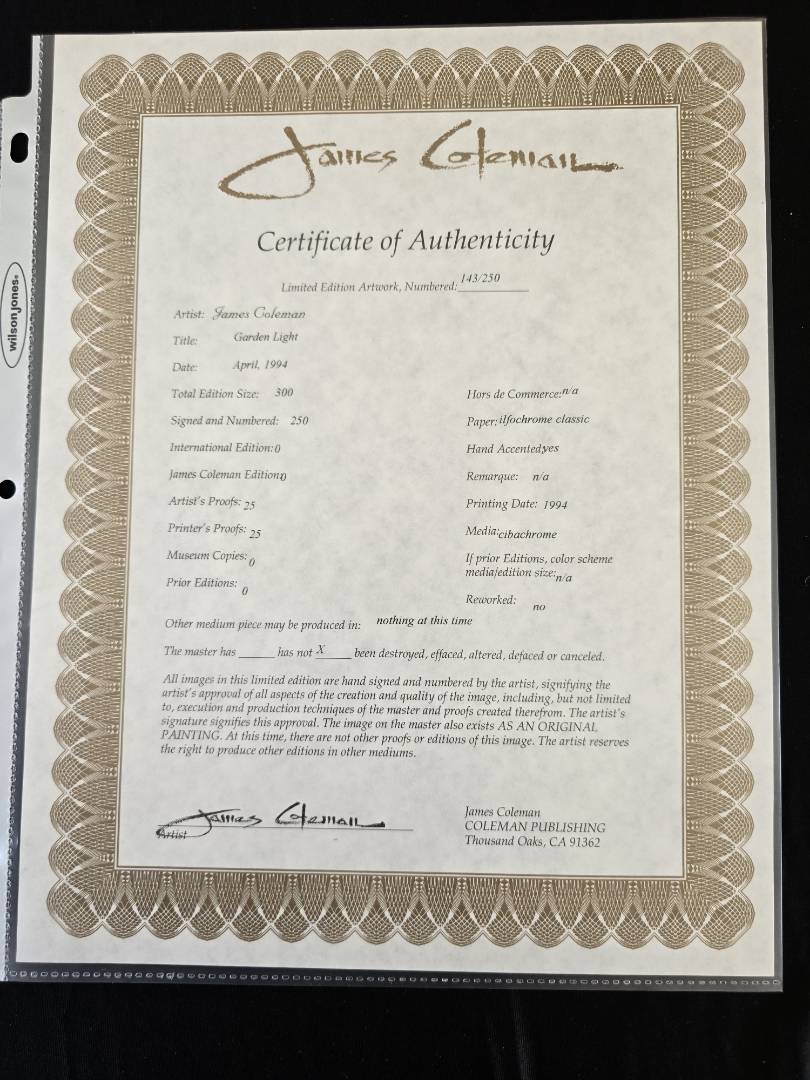 James Coleman
Certificate of Authenticity
Limited Edition Artwork, Numbered: 143/250
Artist: James Coleman
Title: Garden Light
Date: April, 1994
Total Edition Size: 300
Signed and Numbered: 250
International Edition: 0
James Coleman Edition: 0
Artist's Proofs: 25
Printer's Proofs: 25
Museum Copies: 0
Prior Editions: 0
Hors de Commerce: n/a
Paper: ilfochrome classic
Hand Accented yes
Remarque: n/a
Printing Date: 1994
Media: cibachrome
If prior Editions, color scheme
media/edition size: n/a
Reworked: no
Other medium piece may be produced in: nothing at this time
The master has ______ has not X been destroyed, effaced, altered, defaced or canceled.
All images in this limited edition are hand signed and numbered by the artist, signifying the
artist's approval of all aspects of the creation and quality of the image, including, but not limited
to, execution and production techniques of the master and proofs created therefrom. The artist's
signature signifies this approval. The image on the master also exists AS AN ORIGINAL
PAINTING. At this time, there are not other proofs or editions of this image. The artist reserves
the right to produce other editions in other mediums.
James Coleman
Artist
James Coleman
COLEMAN PUBLISHING
Thousand Oaks, CA 91362
wilsonjones®